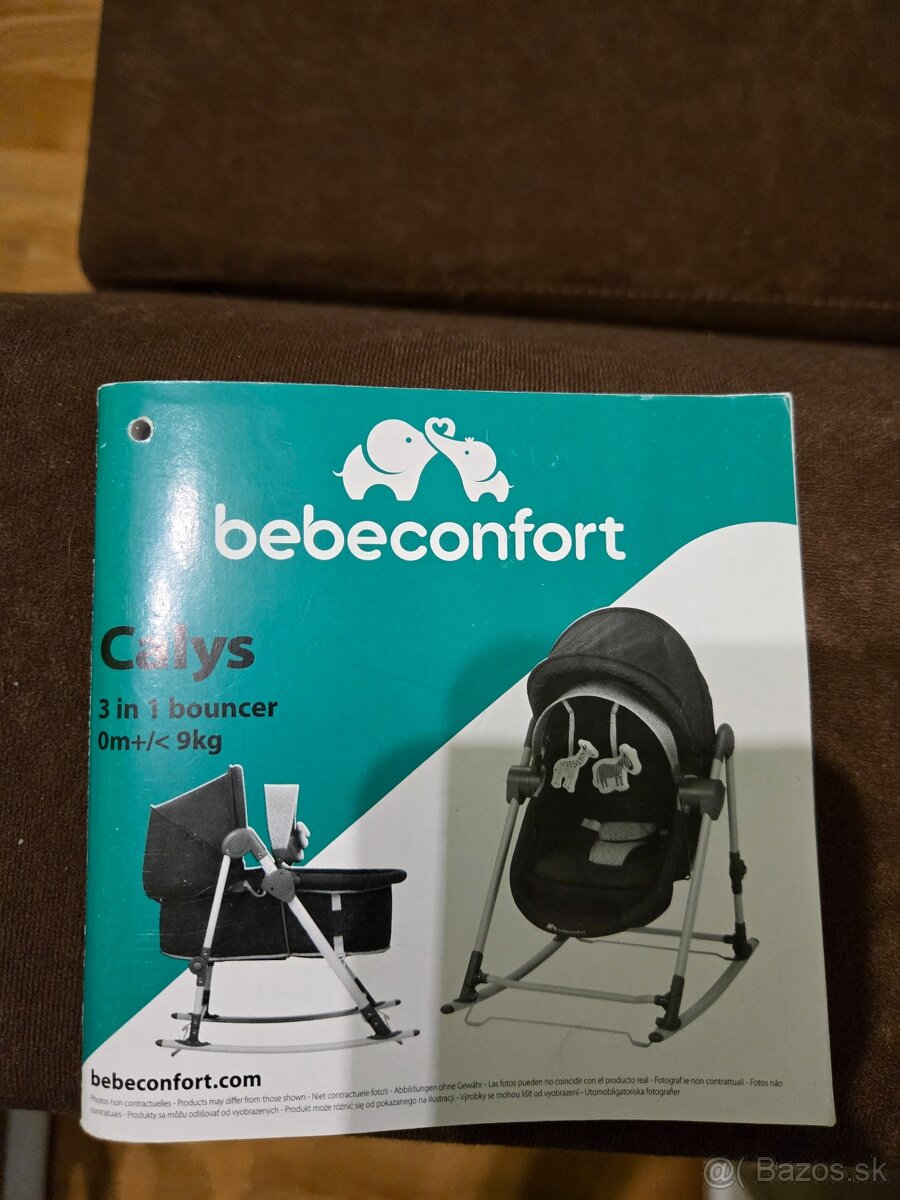 bebeconfort
Calys
3 in 1 bouncer
0m+/< 9kg
bebeconfort
bebeconfort.com
Photos non contractuelles - Products may differ from those shown - Niet contractuele foto's - Abbildungen ohne Gewähr - Las fotos pueden no coincidir con el producto real - Fotograf ie non contrattuali - Fotos não
contratuais - Produkty sa môžu odlišovať od vyobrazených - Produkt może różnić się od pokazanego na ilustracji - Výrobky se mohou lišit od vyobrazení - Utomobligatoriska fotografier
@( Bazos.sk